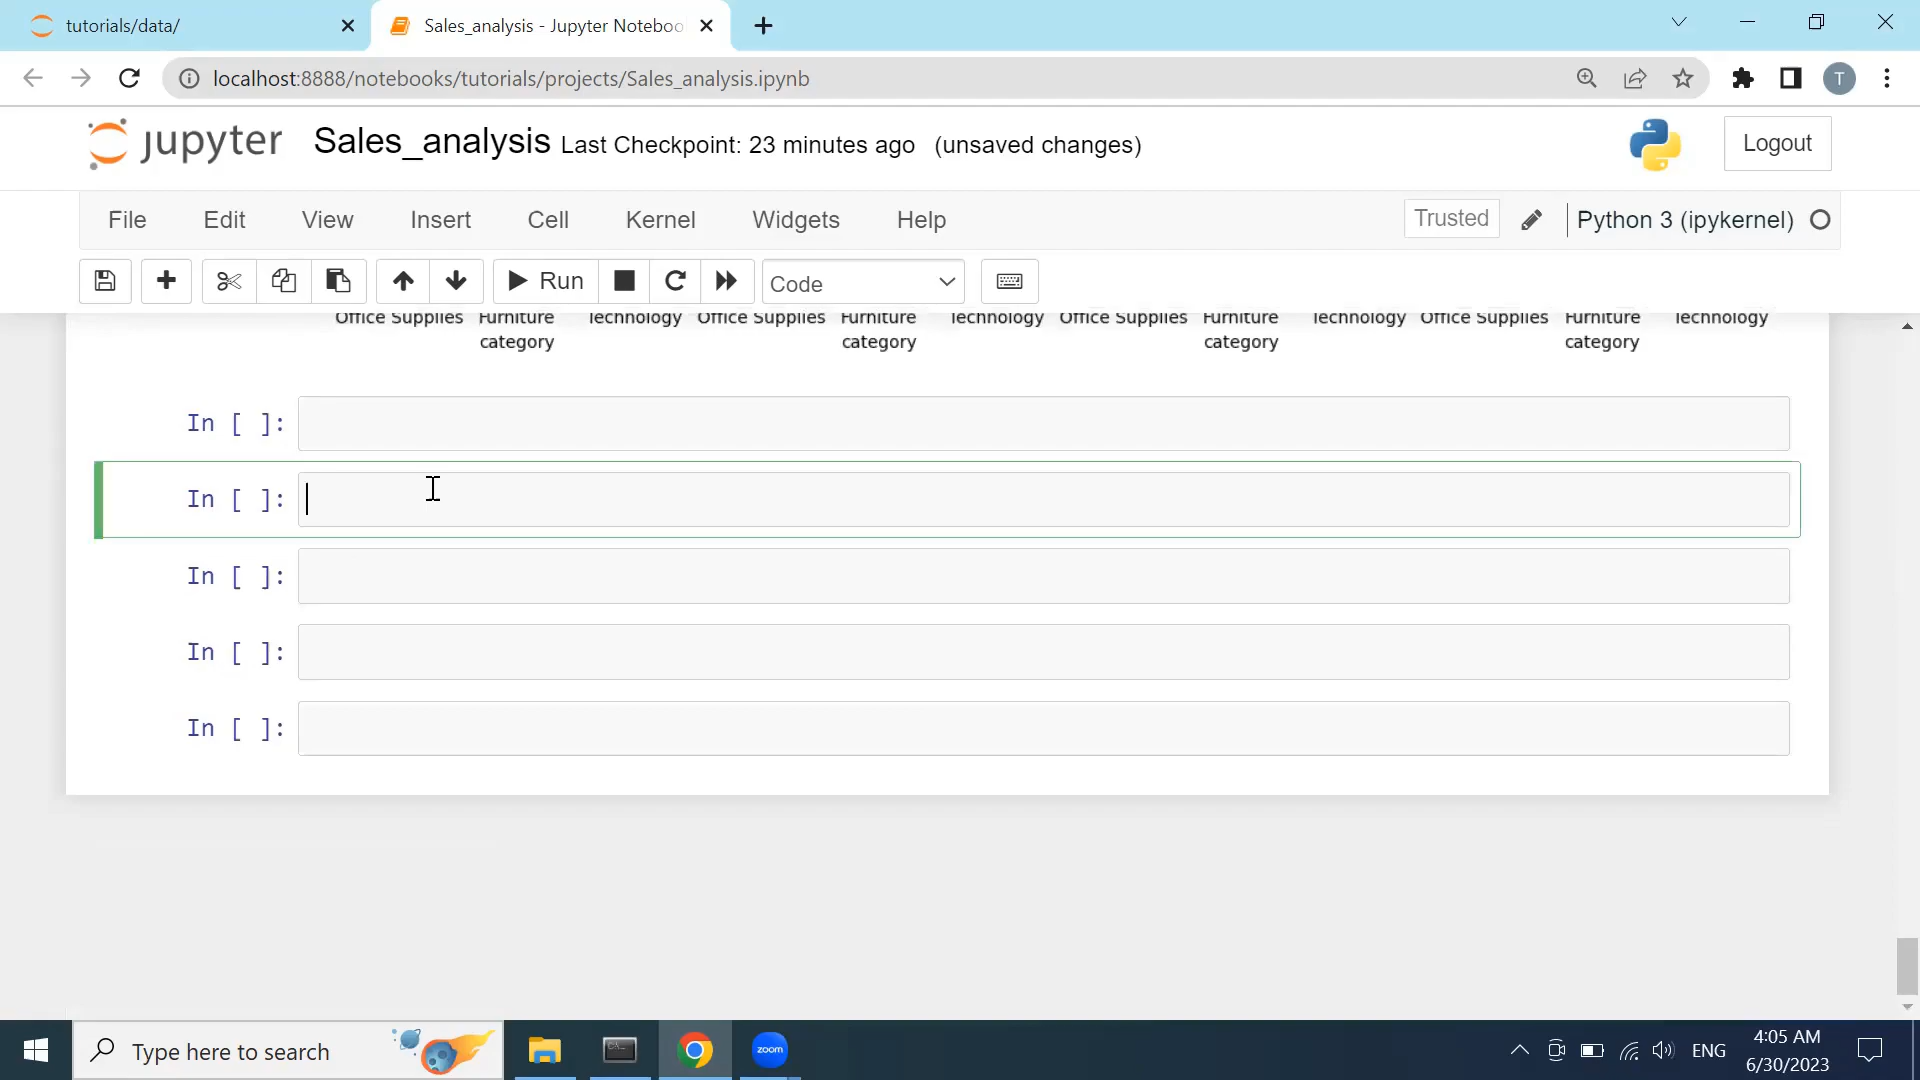 tutorials/data/
Sales_analysis - Jupyter Noteboo
localhost:8888/notebooks/tutorials/projects/Sales_analysis.ipynb
T
jupyter
Sales_analysis Last Checkpoint: 23 minutes ago (unsaved changes)
Logout
File Edit View Insert Cell Kernel Widgets Help
Trusted
Python 3 (ipykernel)
Run
Code
Office Supplies Furniture Technology Office Supplies Furniture Technology Office Supplies Furniture Technology Office Supplies Furniture Technology
category category category category
In [ ]:
In [ ]:
In [ ]:
In [ ]:
In [ ]:
Type here to search
zoom
ENG
4:05 AM
6/30/2023